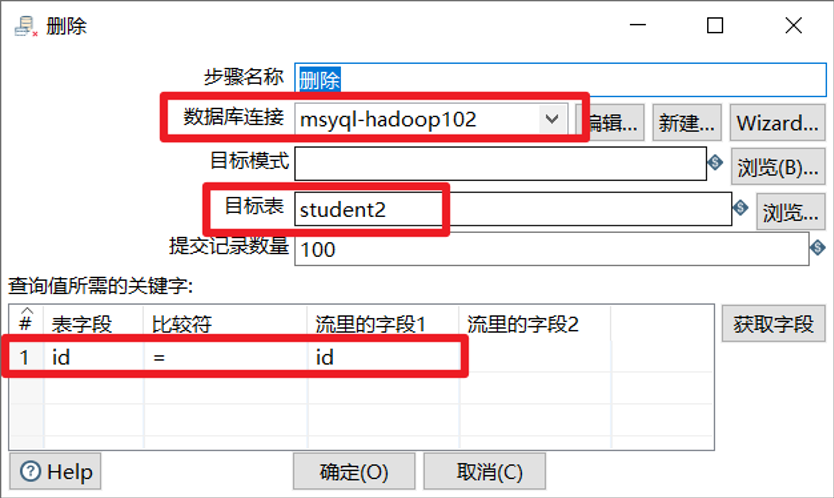 删除
步骤名称 删除
数据库连接 msyql-hadoop102 编辑... 新建... Wizard...
目标模式 浏览(B)...
目标表 student2 浏览...
提交记录数量 100
查询值所需的关键字:
# 表字段 比较符 流里的字段1 流里的字段2 获取字段
1 id = id
Help 确定(O) 取消(C)